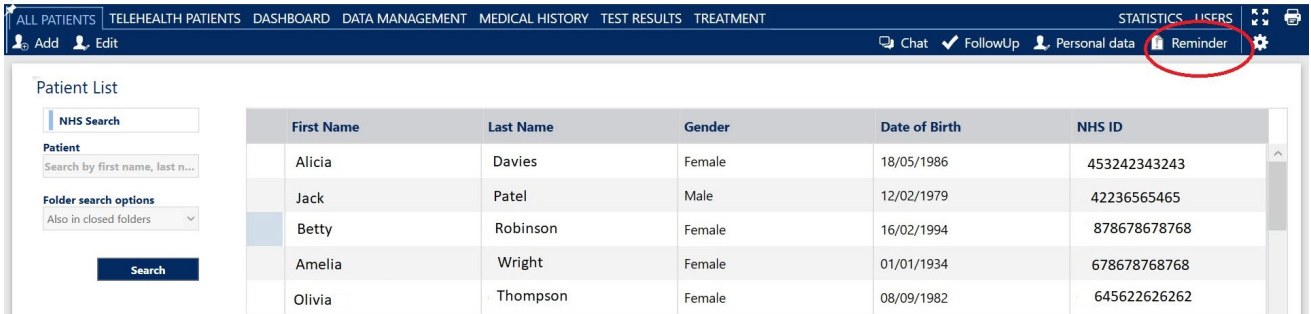 ALL PATIENTS TELEHEALTH PATIENTS DASHBOARD DATA MANAGEMENT MEDICAL HISTORY TEST RESULTS TREATMENT STATISTICS USERS
Add Edit Chat FollowUp Personal data Reminder
Patient List
NHS Search
Patient
Search by first name, last n...
Folder search options
Also in closed folders
Search
First Name Last Name Gender Date of Birth NHS ID
Alicia Davies Female 18/05/1986 453242343243
Jack Patel Male 12/02/1979 42236565465
Betty Robinson Female 16/02/1994 878678678768
Amelia Wright Female 01/01/1934 678678768768
Olivia Thompson Female 08/09/1982 645622626262